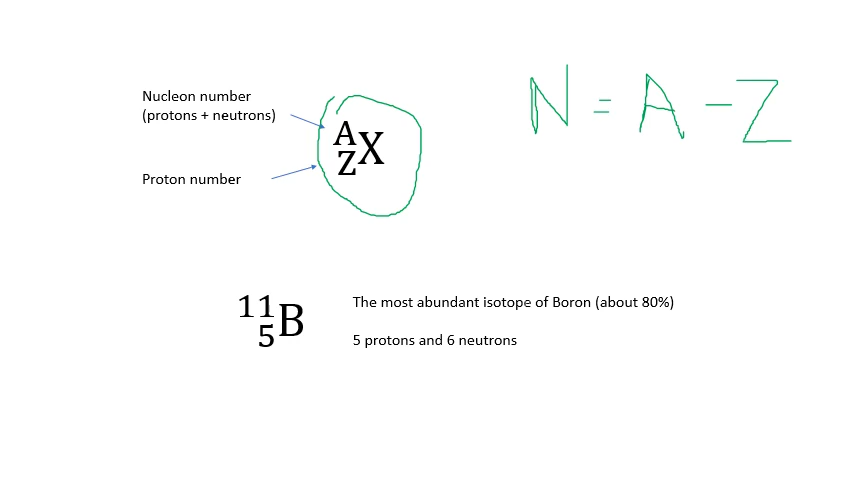 Nucleon number
(protons + neutrons)
A
Z X
Proton number
N = A - Z
11
5 B
The most abundant isotope of Boron (about 80%)
5 protons and 6 neutrons